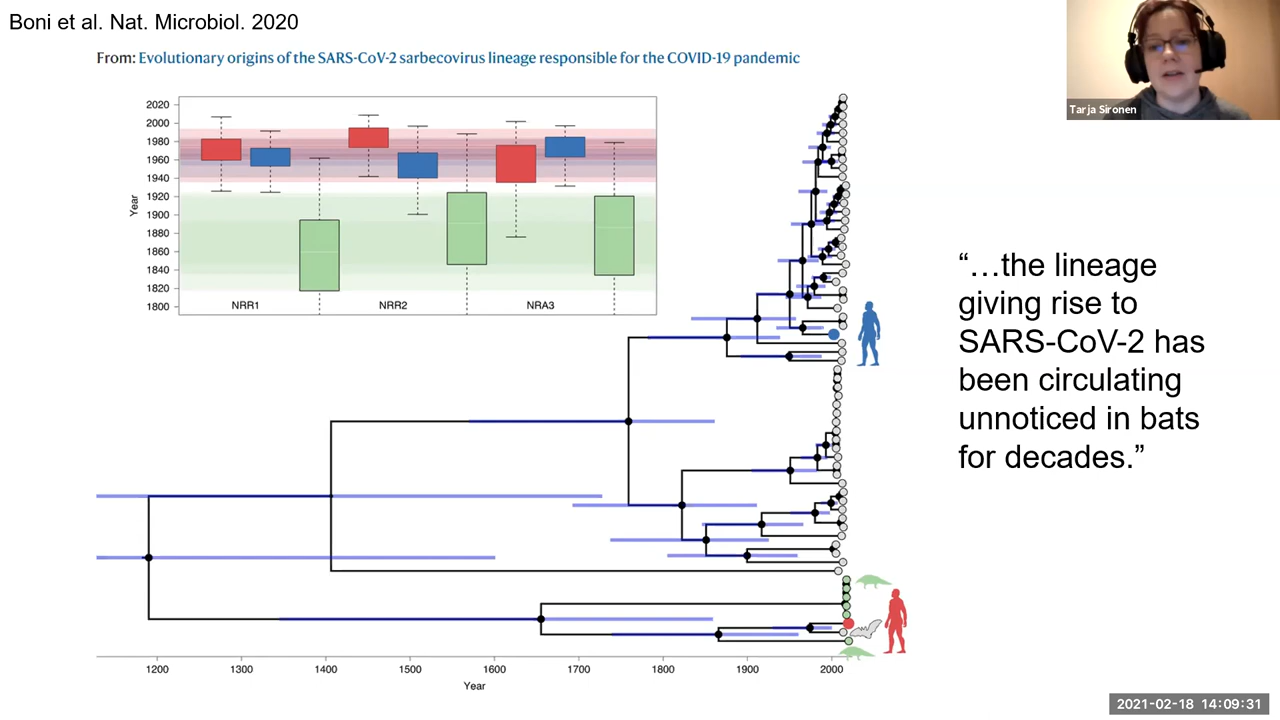 Boni et al. Nat. Microbiol. 2020
From: Evolutionary origins of the SARS-CoV-2 sarbecovirus lineage responsible for the COVID-19 pandemic
Tarja Sironen
2020
2000
1980
1960
1940
1920
1900
1880
1860
1840
1820
1800
Year
NRR1 NRR2 NRA3
“…the lineage
giving rise to
SARS-CoV-2 has
been circulating
unnoticed in bats
for decades.”
1200 1300 1400 1500 1600 1700 1800 1900 2000
Year
2021-02-18 14:09:31